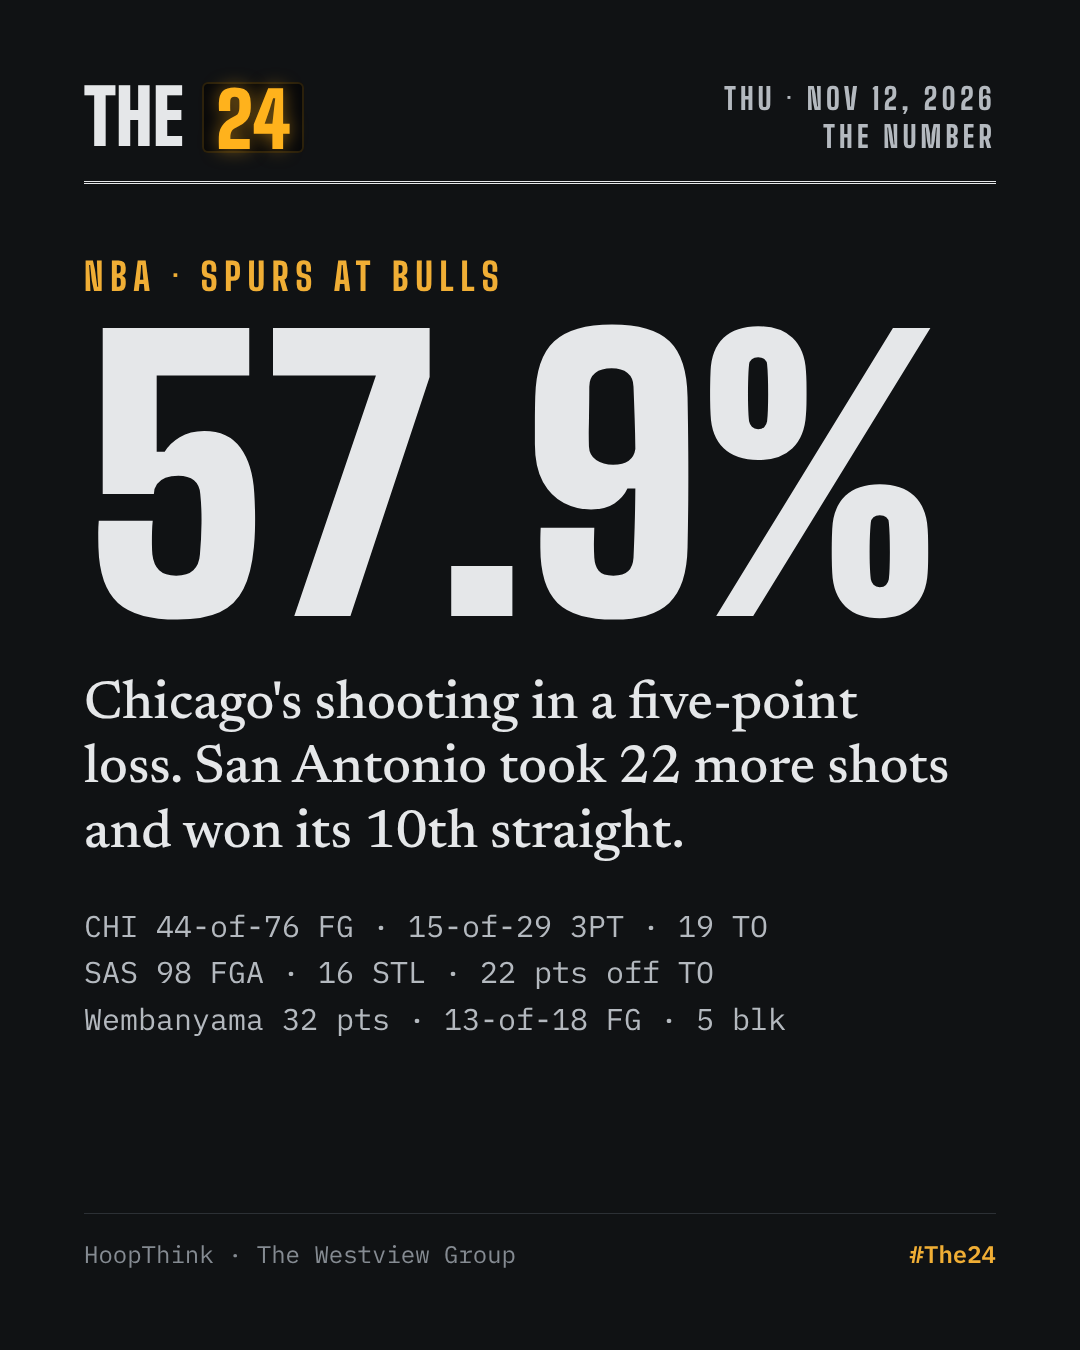 THE 24
THU · NOV 12, 2026
THE NUMBER
NBA · SPURS AT BULLS
57.9%
Chicago's shooting in a five-point
loss. San Antonio took 22 more shots
and won its 10th straight.
CHI 44-of-76 FG · 15-of-29 3PT · 19 TO
SAS 98 FGA · 16 STL · 22 pts off TO
Wembanyama 32 pts · 13-of-18 FG · 5 blk
HoopThink · The Westview Group
#The24